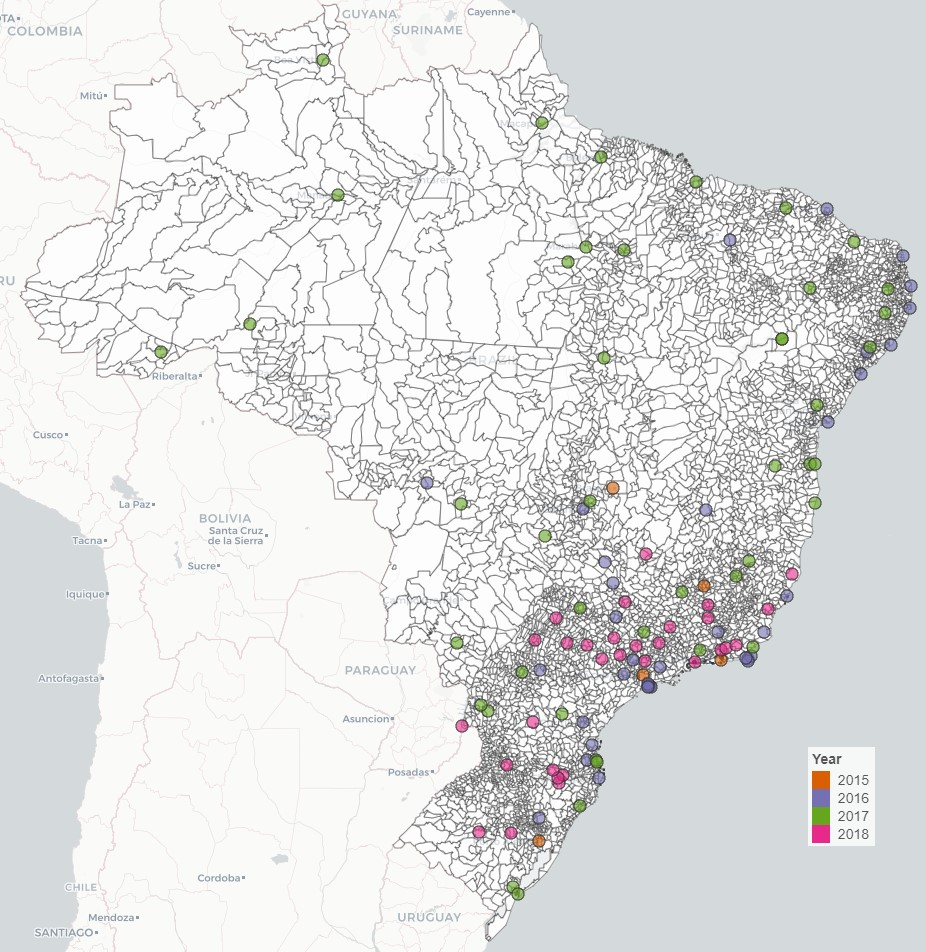 GUYANA
Cayenne
SURINAME
COLOMBIA
Mitú
Riberalta
Cusco
La Paz
BOLIVIA
Santa Cruz
de la Sierra
Tacna
Sucre
Iquique
PARAGUAY
Antofagasta
Asuncion
Posadas
Year
2015
2016
2017
2018
Cordoba
CHILE
Mendoza
URUGUAY
SANTIAGO